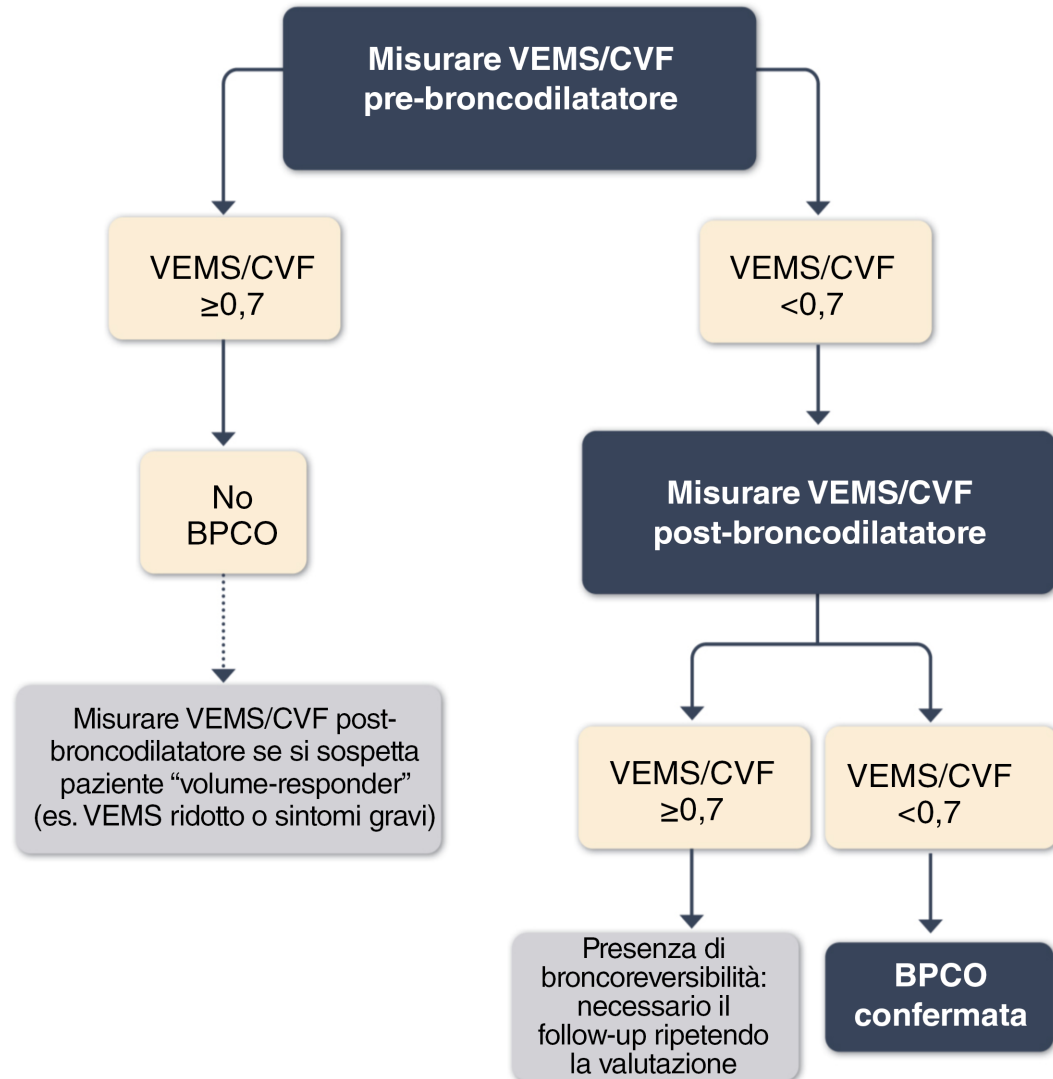 Misurare VEMS/CVF
pre-broncodilatatore
VEMS/CVF
≥0,7
VEMS/CVF
<0,7
No
BPCO
Misurare VEMS/CVF
post-broncodilatatore
Misurare VEMS/CVF post-
broncodilatatore se si sospetta
paziente “volume-responder”
(es. VEMS ridotto o sintomi gravi)
VEMS/CVF
≥0,7
VEMS/CVF
<0,7
Presenza di
broncoreversibilità:
necessario il
follow-up ripetendo
la valutazione
BPCO
confermata